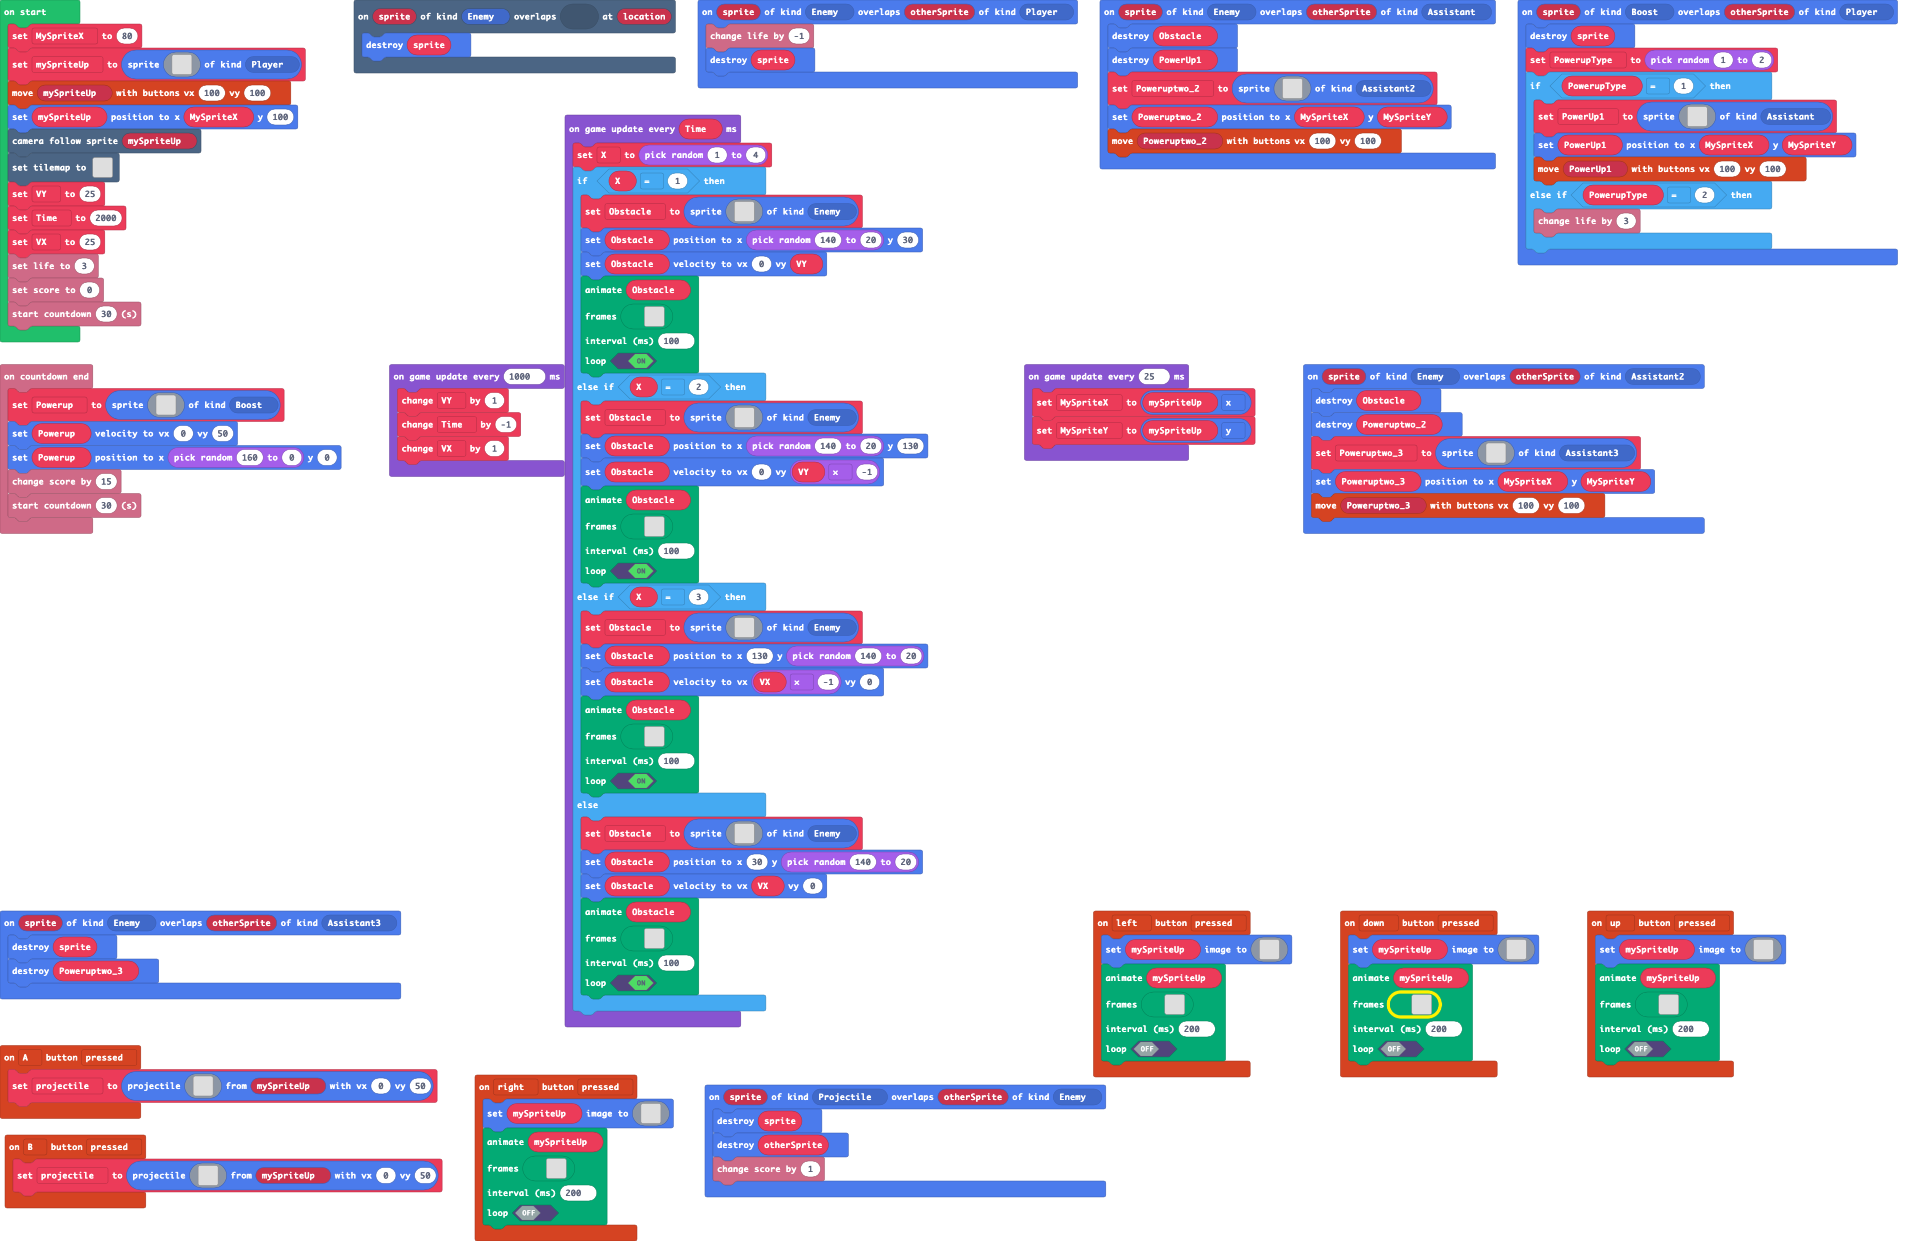 on start
set MySpriteX to 80
set mySpriteUp to sprite of kind Player
move mySpriteUp with buttons vx 100 vy 100
set mySpriteUp position to x MySpriteX y 100
camera follow sprite mySpriteUp
set tilemap to
set VY to 25
set Time to 2000
set VX to 25
set life to 3
set score to 0
start countdown 30 (s)
on sprite of kind Enemy overlaps at location
destroy sprite
on sprite of kind Enemy overlaps otherSprite of kind Player
change life by -1
destroy sprite
on sprite of kind Enemy overlaps otherSprite of kind Assistant
destroy Obstacle
destroy PowerUp1
set Poweruptwo_2 to sprite of kind Assistant2
set Poweruptwo_2 position to x MySpriteX y MySpriteY
move Poweruptwo_2 with buttons vx 100 vy 100
on sprite of kind Boost overlaps otherSprite of kind Player
destroy sprite
set PowerupType to pick random 1 to 2
if PowerupType = 1 then
set PowerUp1 to sprite of kind Assistant
set PowerUp1 position to x MySpriteX y MySpriteY
move PowerUp1 with buttons vx 100 vy 100
else if PowerupType = 2 then
change life by 3
on game update every Time ms
set X to pick random 1 to 4
if X = 1 then
set Obstacle to sprite of kind Enemy
set Obstacle position to x pick random 140 to 20 y 30
set Obstacle velocity to vx 0 vy VY
animate Obstacle
frames
interval (ms) 100
loop ON
else if X = 2 then
set Obstacle to sprite of kind Enemy
set Obstacle position to x pick random 140 to 20 y 130
set Obstacle velocity to vx 0 vy VY × -1
animate Obstacle
frames
interval (ms) 100
loop ON
else if X = 3 then
set Obstacle to sprite of kind Enemy
set Obstacle position to x 130 y pick random 140 to 20
set Obstacle velocity to vx VX × -1 vy 0
animate Obstacle
frames
interval (ms) 100
loop ON
else
set Obstacle to sprite of kind Enemy
set Obstacle position to x 30 y pick random 140 to 20
set Obstacle velocity to vx VX vy 0
animate Obstacle
frames
interval (ms) 100
loop ON
on countdown end
set Powerup to sprite of kind Boost
set Powerup velocity to vx 0 vy 50
set Powerup position to x pick random 160 to 0 y 0
change score by 15
start countdown 30 (s)
on game update every 1000 ms
change VY by 1
change Time by -1
change VX by 1
on game update every 25 ms
set MySpriteX to mySpriteUp x
set MySpriteY to mySpriteUp y
on sprite of kind Enemy overlaps otherSprite of kind Assistant2
destroy Obstacle
destroy Poweruptwo_2
set Poweruptwo_3 to sprite of kind Assistant3
set Poweruptwo_3 position to x MySpriteX y MySpriteY
move Poweruptwo_3 with buttons vx 100 vy 100
on sprite of kind Enemy overlaps otherSprite of kind Assistant3
destroy sprite
destroy Poweruptwo_3
on left button pressed
set mySpriteUp image to
animate mySpriteUp
frames
interval (ms) 200
loop OFF
on down button pressed
set mySpriteUp image to
animate mySpriteUp
frames
interval (ms) 200
loop OFF
on up button pressed
set mySpriteUp image to
animate mySpriteUp
frames
interval (ms) 200
loop OFF
on A button pressed
set projectile to projectile from mySpriteUp with vx 0 vy 50
on B button pressed
set projectile to projectile from mySpriteUp with vx 0 vy 50
on right button pressed
set mySpriteUp image to
animate mySpriteUp
frames
interval (ms) 200
loop OFF
on sprite of kind Projectile overlaps otherSprite of kind Enemy
destroy sprite
destroy otherSprite
change score by 1